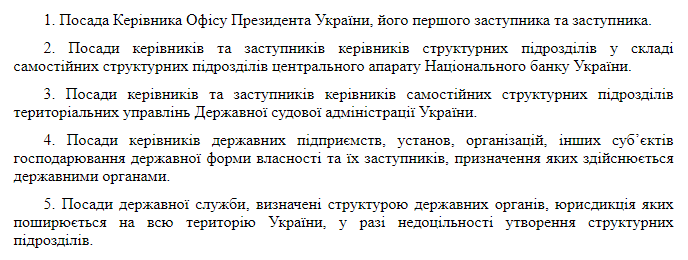 1. Посада Керівника Офісу Президента України, його першого заступника та заступника.
2. Посади керівників та заступників керівників структурних підрозділів у складі
самостійних структурних підрозділів центрального апарату Національного банку України.
3. Посади керівників та заступників керівників самостійних структурних підрозділів
територіальних управлінь Державної судової адміністрації України.
4. Посади керівників державних підприємств, установ, організацій, інших суб’єктів
господарювання державної форми власності та їх заступників, призначення яких здійснюється
державними органами.
5. Посади державної служби, визначені структурою державних органів, юрисдикція яких
поширюється на всю територію України, у разі недоцільності утворення структурних
підрозділів.